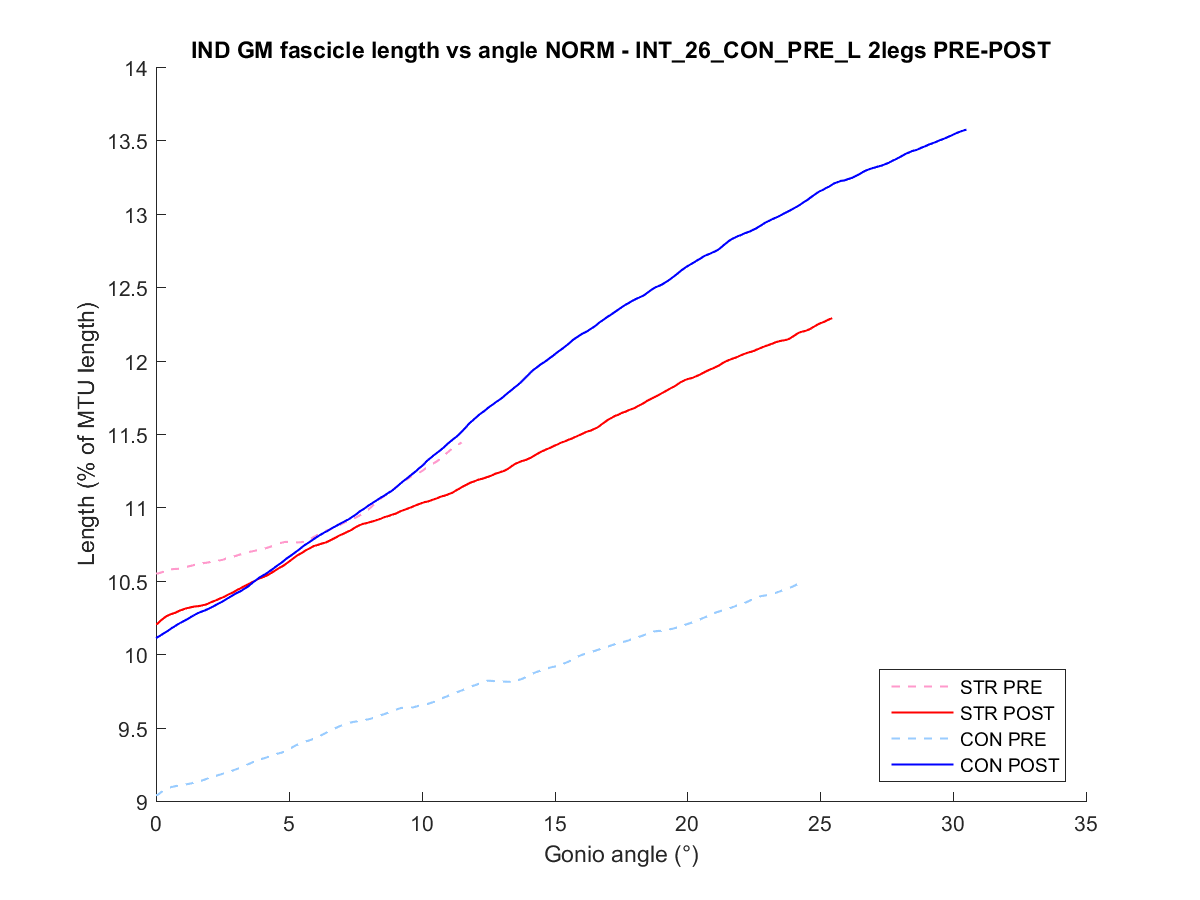 IND GM fascicle length vs angle NORM - INT_26_CON_PRE_L 2legs PRE-POST
Length (% of MTU length)
14
13.5
13
12.5
12
11.5
11
10.5
10
9.5
9
0 5 10 15 20 25 30 35
Gonio angle (°)
STR PRE
STR POST
CON PRE
CON POST